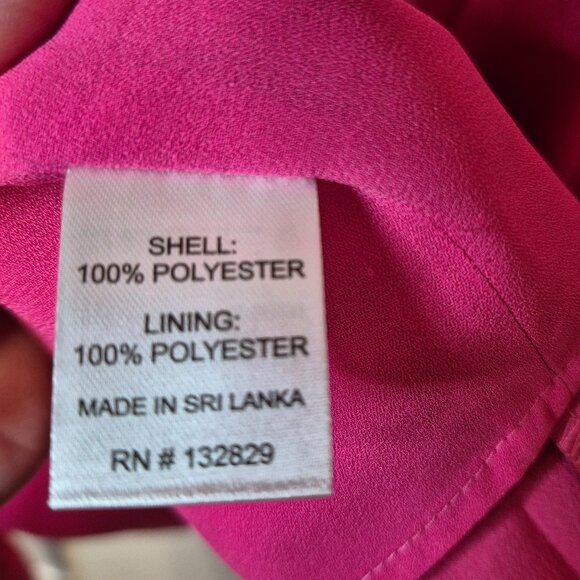 SHELL:
100% POLYESTER
LINING:
100% POLYESTER
MADE IN SRI LANKA
RN # 132829